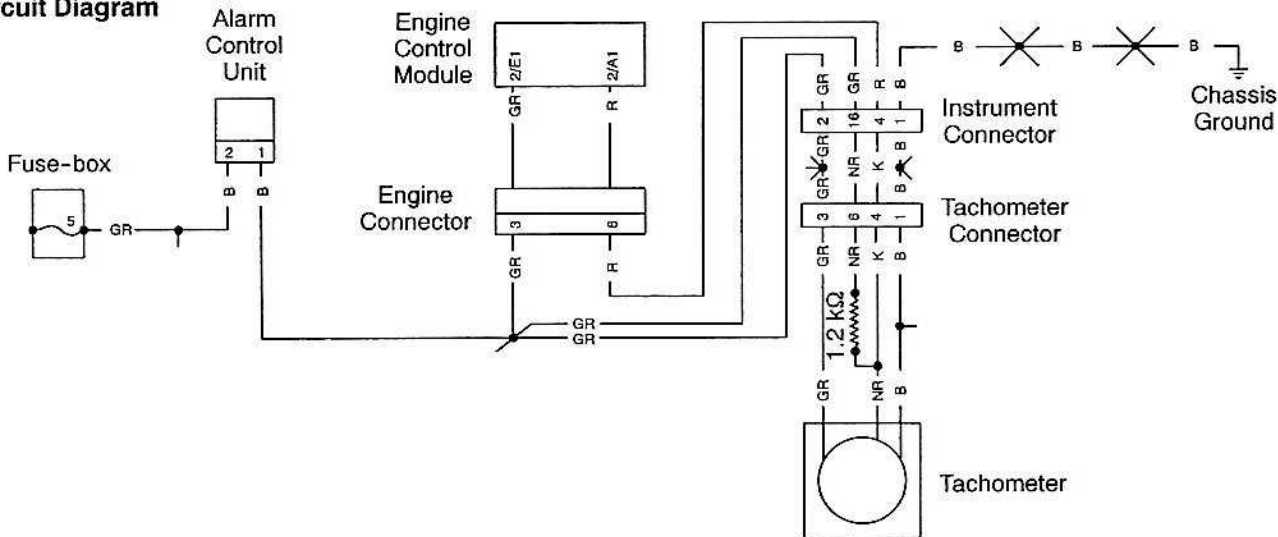 cuit Diagram
Alarm
Control
Unit
2 1
B B
Fuse-box
5
GR
Engine
Control
Module
2/E1 2/A1
GR R
Engine
Connector
3 6
GR R
GR
GR
GR GR R B
B B B
Chassis
Ground
Instrument
Connector
2 16 4 1
GR NR K B
GR B
Tachometer
Connector
3 6 4 1
GR NR K B
1.2 kΩ
GR NR B
Tachometer